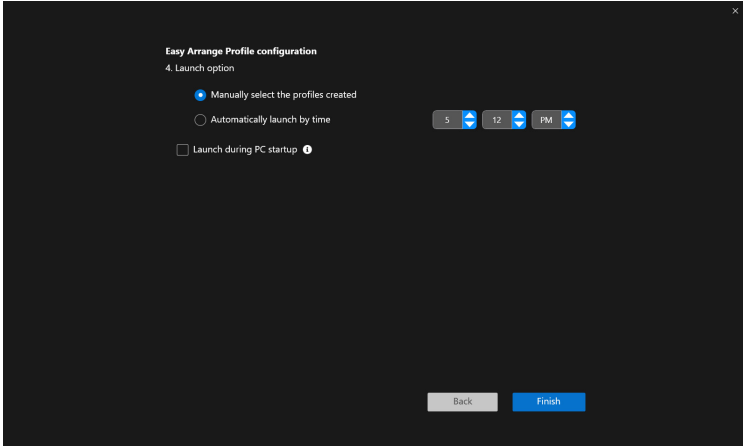 Easy Arrange Profile configuration
4. Launch option
Manually select the profiles created
Automatically launch by time 5 12 PM
Launch during PC startup
Back Finish